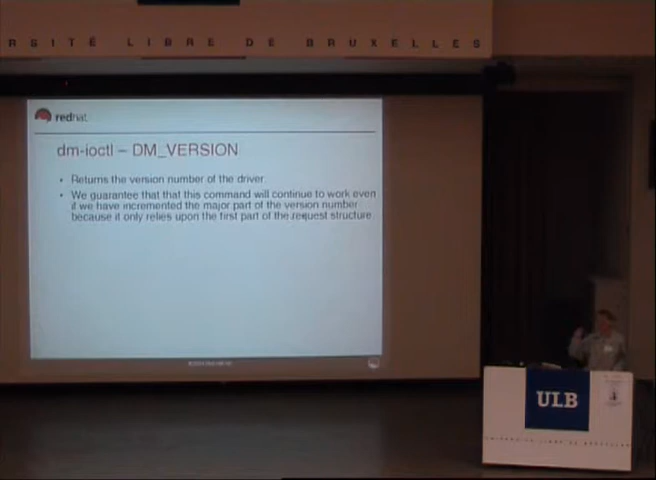 RSITÉ LIBRE DE BRUXELLES
redhat
dm-ioctl – DM_VERSION
• Returns the version number of the driver.
• We guarantee that that this command will continue to work even
if we have incremented the major part of the version number
because it only relies upon the first part of the request structure.
ULB